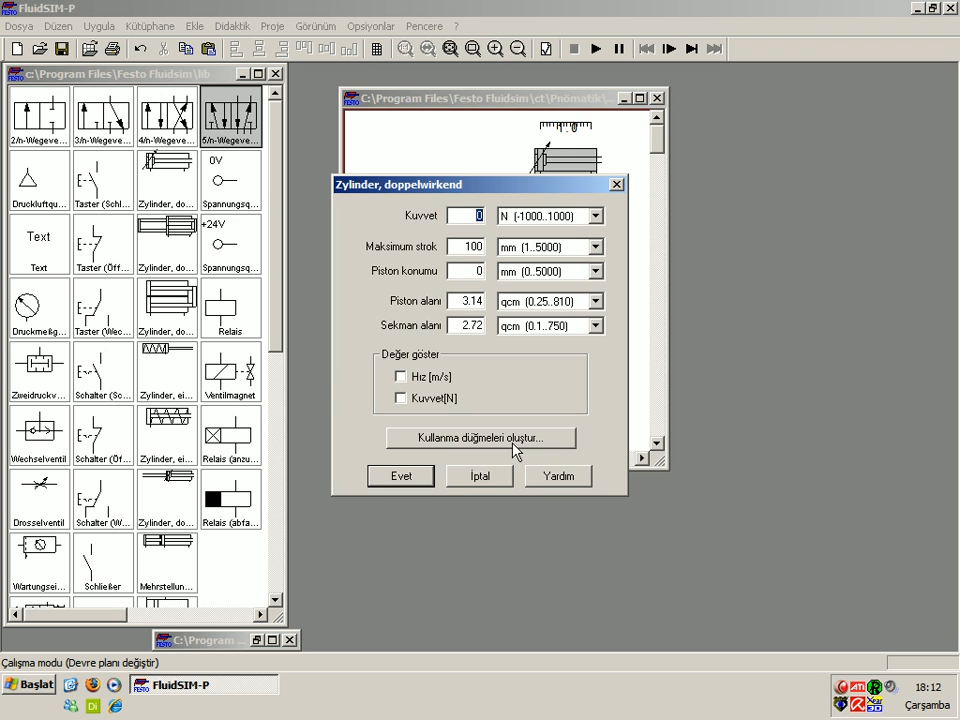 FluidSIM-P
Dosya Düzen Uygula Kütüphane Ekle Didaktik Proje Görünüm Opsiyonlar Pencere ?
c:\Program Files\Festo Fluidsim\lib
2/n-Wegeve... 3/n-Wegeve... 4/n-Wegeve... 5/n-Wegeve...
0V
Druckluftqu... Taster (Schl... Zylinder, do... Spannungsq...
+24V
Text
Text Taster (Öff... Zylinder, do... Spannungsq...
Druckmeßg... Taster (Wec... Zylinder, do... Relais
Zweidruckv... Schalter (Sc... Zylinder, ei... Ventilmagnet
Wechselventil Schalter (Öf... Zylinder, ei... Relais (anzu...
Drosselventil Schalter (W... Zylinder, do... Relais (abfa...
Wartungsei... Schließer Mehrstellun...
C:\Program ...
C:\Program Files\Festo Fluidsim\ct\Pnömatik\...
Zylinder, doppelwirkend
Kuvvet 0 N (-1000..1000)
Maksimum strok 100 mm (1..5000)
Piston konumu 0 mm (0..5000)
Piston alanı 3.14 qcm (0.25..810)
Sekman alanı 2.72 qcm (0.1..750)
Değer göster
Hız [m/s]
Kuvvet[N]
Kullanma düğmeleri oluştur...
Evet İptal Yardım
Çalışma modu (Devre planı değiştir)
Başlat FluidSIM-P
18:12
Çarşamba